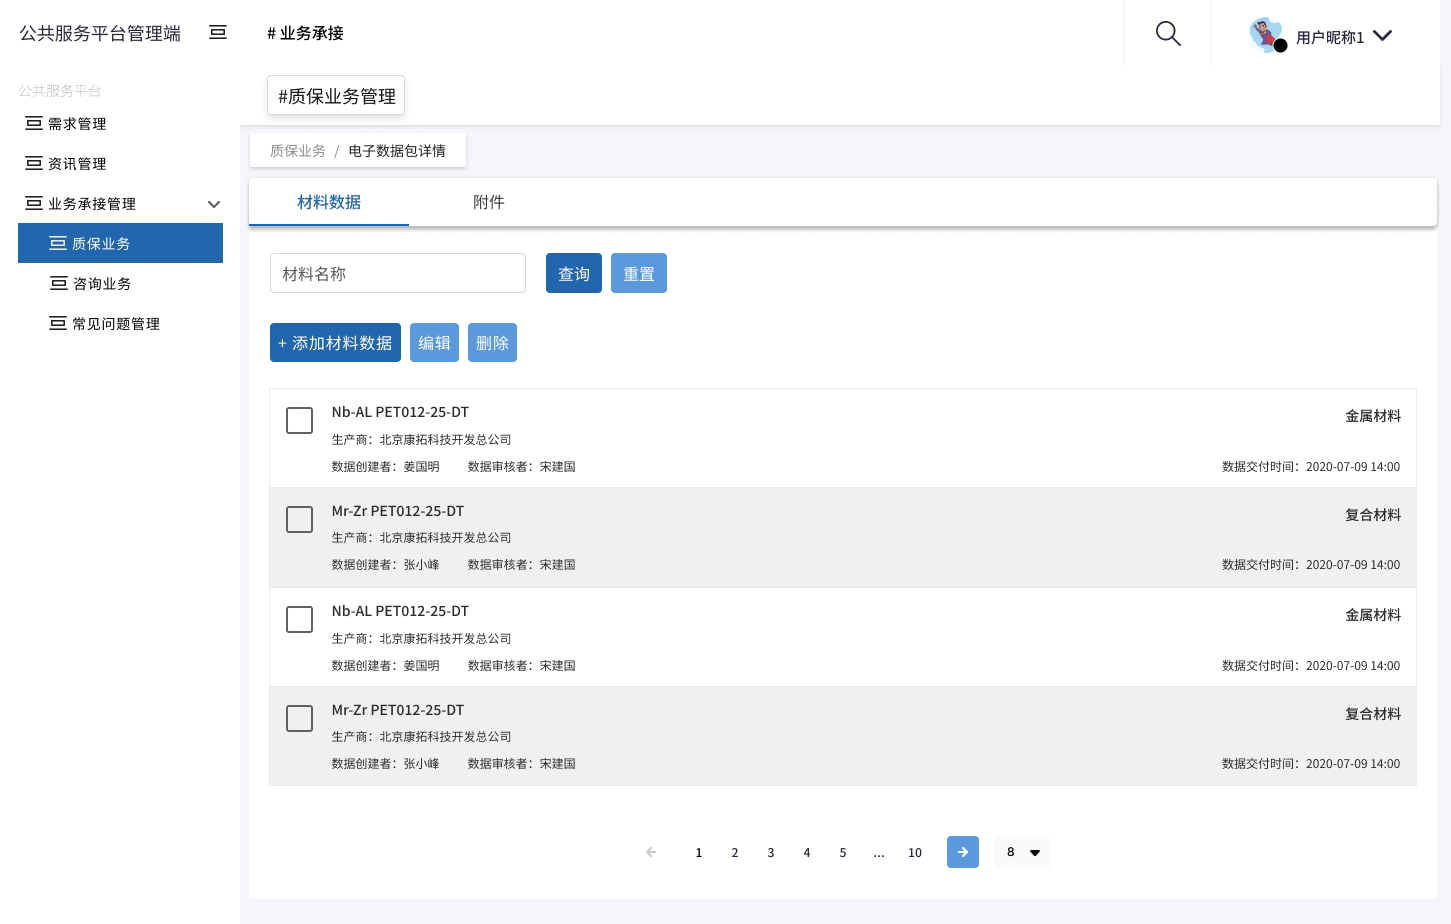 公共服务平台管理端
# 业务承接
用户昵称1
#质保业务管理
公共服务平台
需求管理
资讯管理
业务承接管理
质保业务
咨询业务
常见问题管理
质保业务 / 电子数据包详情
材料数据 附件
材料名称 查询 重置
+ 添加材料数据 编辑 删除
Nb-AL PET012-25-DT 金属材料
生产商：北京康拓科技开发总公司
数据创建者：姜国明 数据审核者：宋建国 数据交付时间：2020-07-09 14:00
Mr-Zr PET012-25-DT 复合材料
生产商：北京康拓科技开发总公司
数据创建者：张小峰 数据审核者：宋建国 数据交付时间：2020-07-09 14:00
Nb-AL PET012-25-DT 金属材料
生产商：北京康拓科技开发总公司
数据创建者：姜国明 数据审核者：宋建国 数据交付时间：2020-07-09 14:00
Mr-Zr PET012-25-DT 复合材料
生产商：北京康拓科技开发总公司
数据创建者：张小峰 数据审核者：宋建国 数据交付时间：2020-07-09 14:00
1 2 3 4 5 ... 10 8